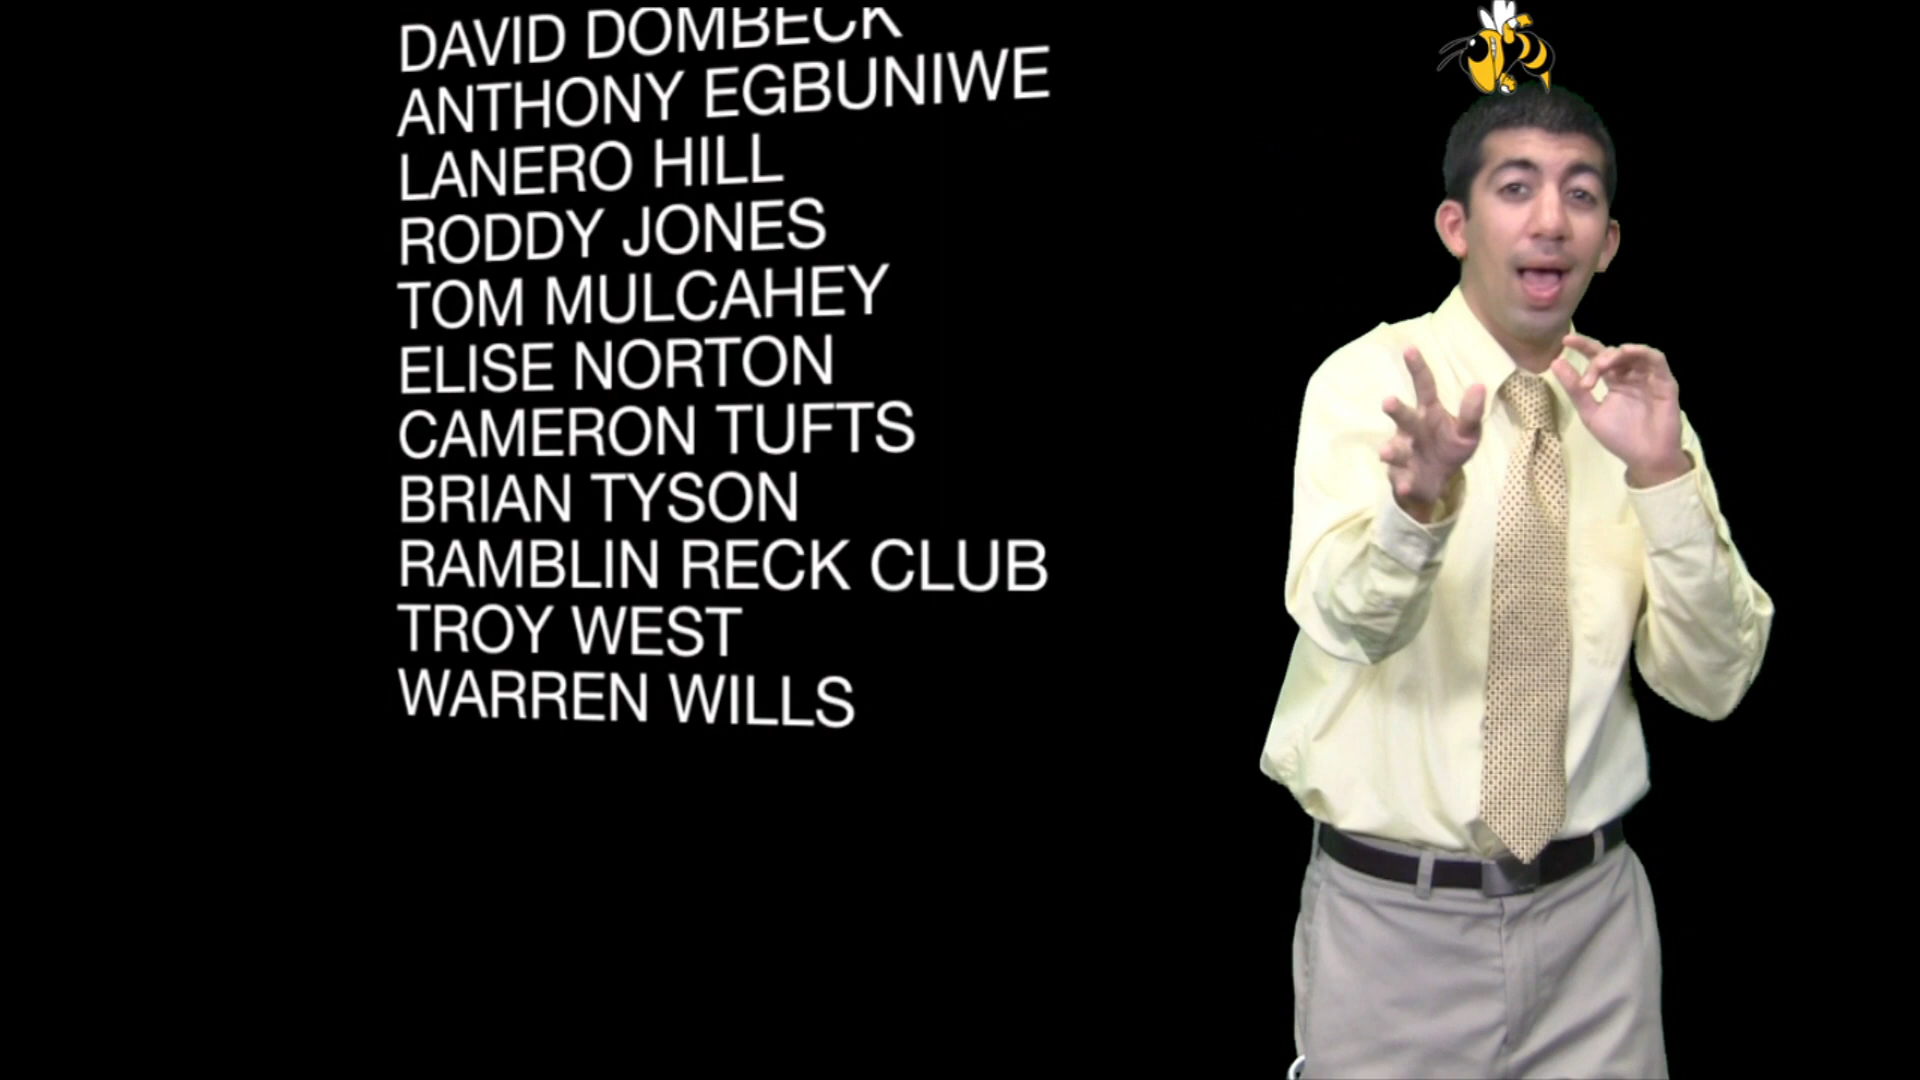 DAVID DOMBECK
ANTHONY EGBUNIWE
LANERO HILL
RODDY JONES
TOM MULCAHEY
ELISE NORTON
CAMERON TUFTS
BRIAN TYSON
RAMBLIN RECK CLUB
TROY WEST
WARREN WILLS